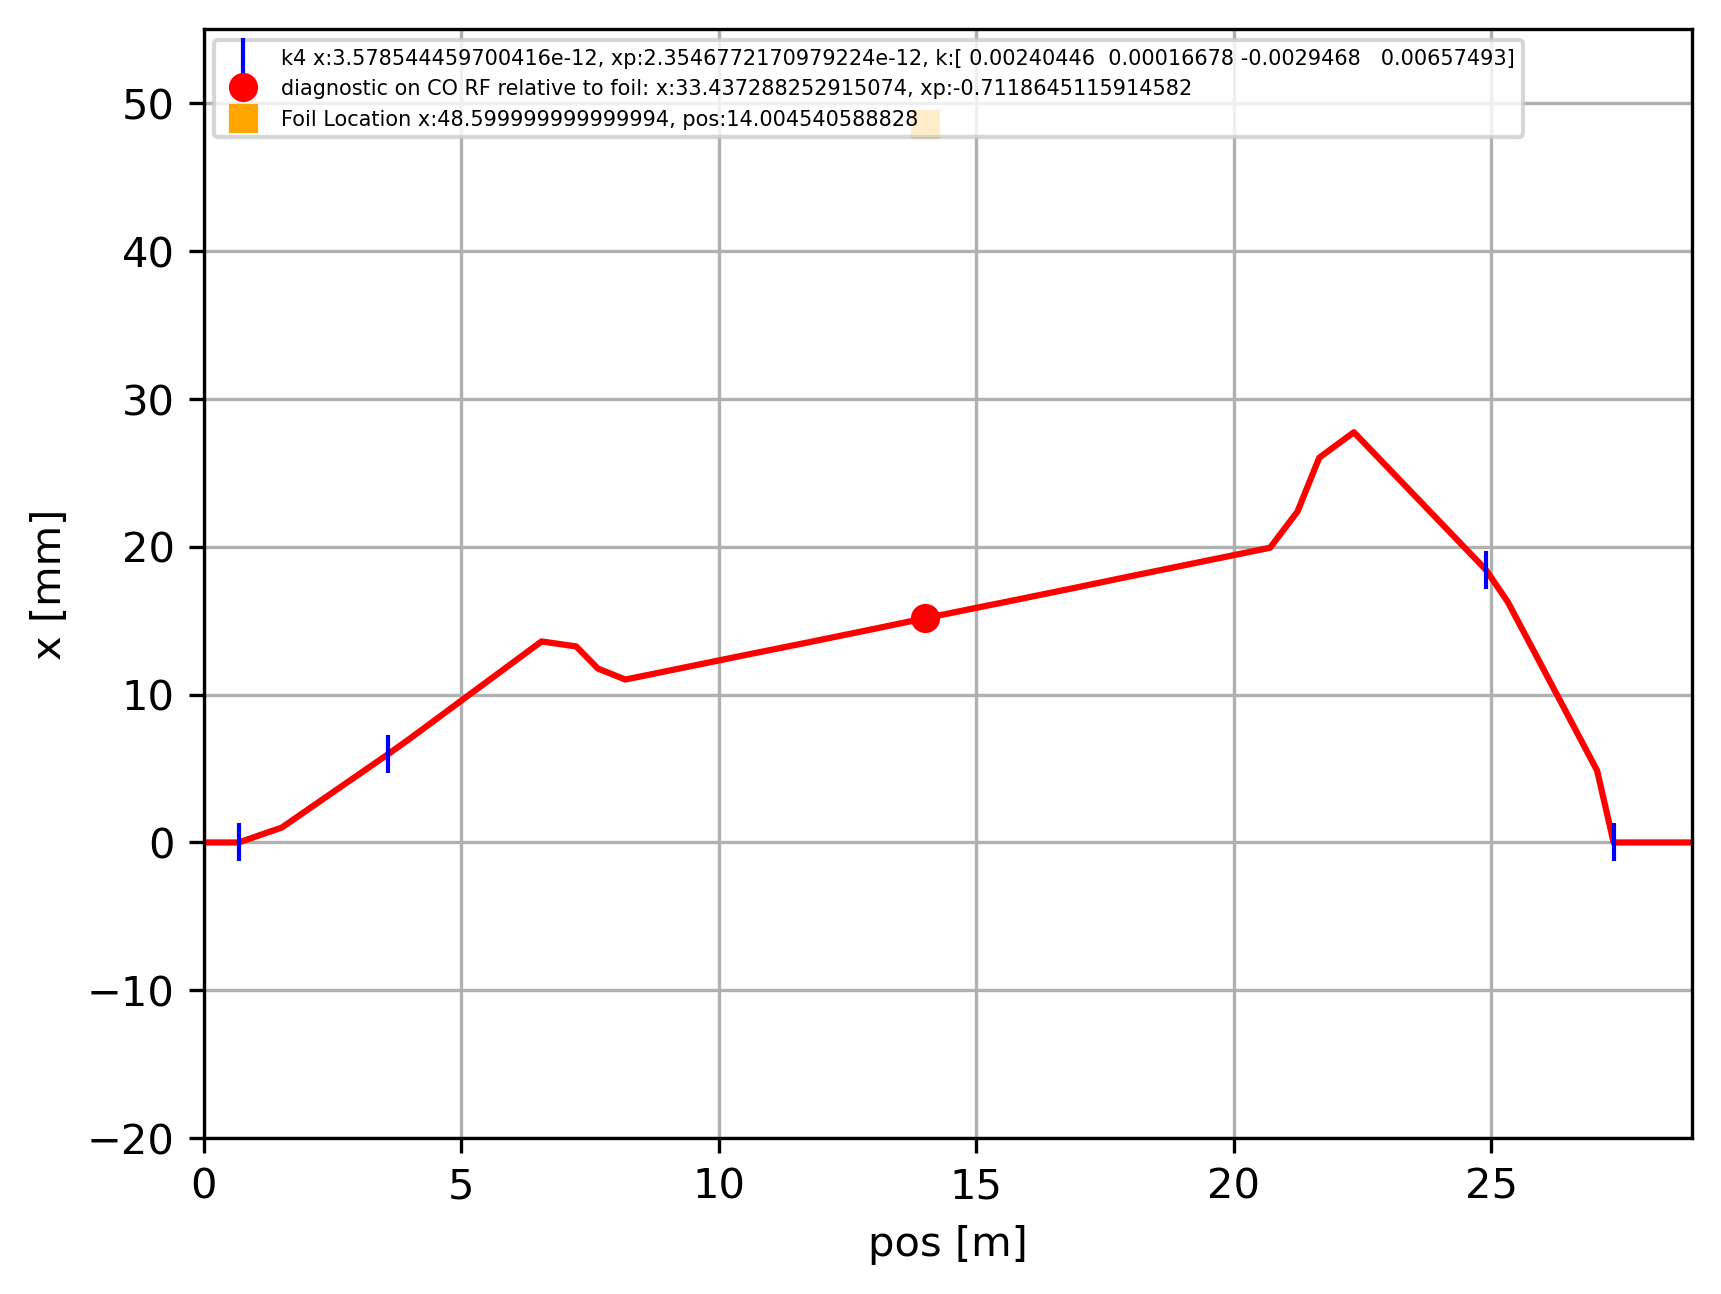 k4 x:3.578544459700416e-12, xp:2.3546772170979224e-12, k:[ 0.00240446  0.00016678 -0.0029468   0.00657493]
diagnostic on CO RF relative to foil: x:33.437288252915074, xp:-0.7118645115914582
Foil Location x:48.599999999999994, pos:14.004540588828
50
40
30
20
10
0
−10
−20
x [mm]
0 5 10 15 20 25
pos [m]